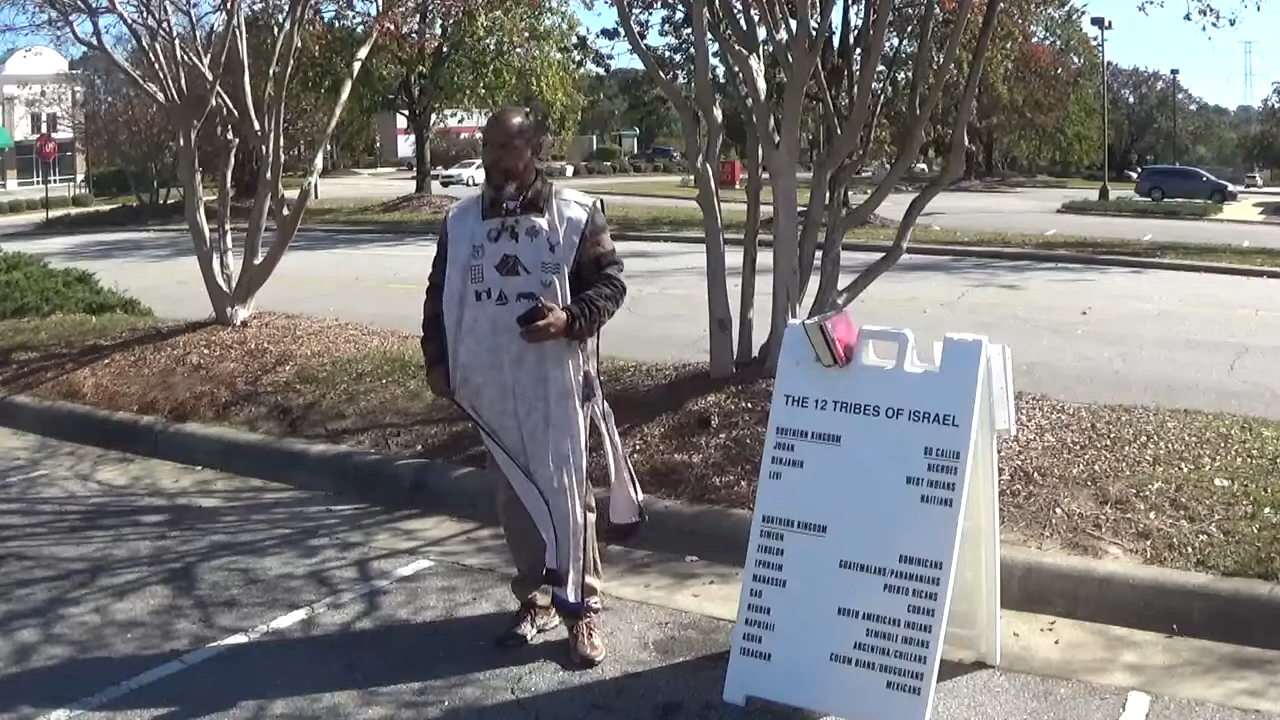 THE 12 TRIBES OF ISRAEL
SOUTHERN KINGDOM
JUDAH
BENJAMIN
LEVI
SO CALLED
NEGROES
WEST INDIANS
HAITIANS
NORTHERN KINGDOM
SIMEON
ZEBULON
EPHRAIM
MANASSEH
GAD
REUBEN
NAPHTALI
ASHER
ISSACHAR
DOMINICANS
GUATEMALANS/PANAMANIANS
PUERTO RICANS
CUBANS
NORTH AMERICANS INDIANS
SEMINOLE INDIANS
ARGENTINA/CHILEANS
COLUMBIANS/URUGUAYANS
MEXICANS